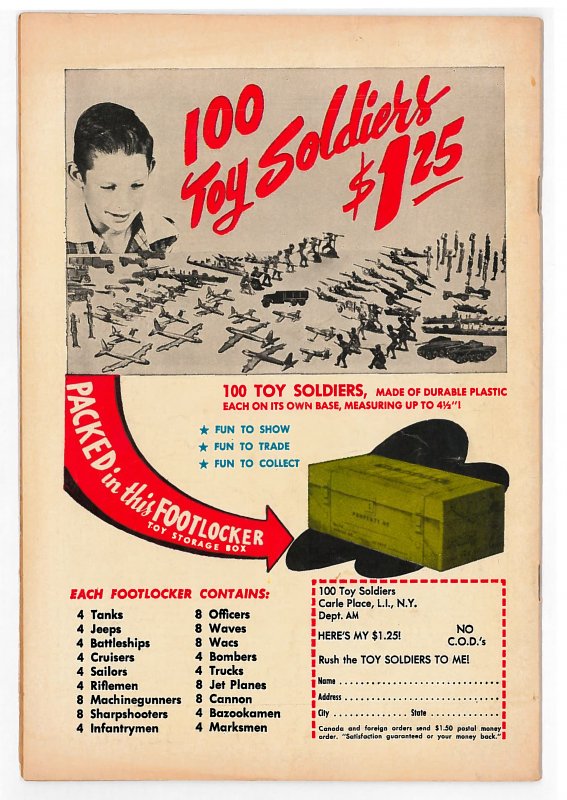 100
Toy Soldiers
$1.25
100 TOY SOLDIERS, MADE OF DURABLE PLASTIC
EACH ON ITS OWN BASE, MEASURING UP TO 4½"!
★ FUN TO SHOW
★ FUN TO TRADE
★ FUN TO COLLECT
PACKED in this FOOTLOCKER
TOY STORAGE BOX
PROPERTY OF
EACH FOOTLOCKER CONTAINS:
4 Tanks
4 Jeeps
4 Battleships
4 Cruisers
4 Sailors
4 Riflemen
8 Machinegunners
8 Sharpshooters
4 Infantrymen
8 Officers
8 Waves
8 Wacs
4 Bombers
4 Trucks
8 Jet Planes
8 Cannon
4 Bazookamen
4 Marksmen
100 Toy Soldiers
Carle Place, L.I., N.Y.
Dept. AM
HERE'S MY $1.25!
NO
C.O.D.'s
Rush the TOY SOLDIERS TO ME!
Name
Address
City State
Canada and foreign orders send $1.50 postal money
order. "Satisfaction guaranteed or your money back."